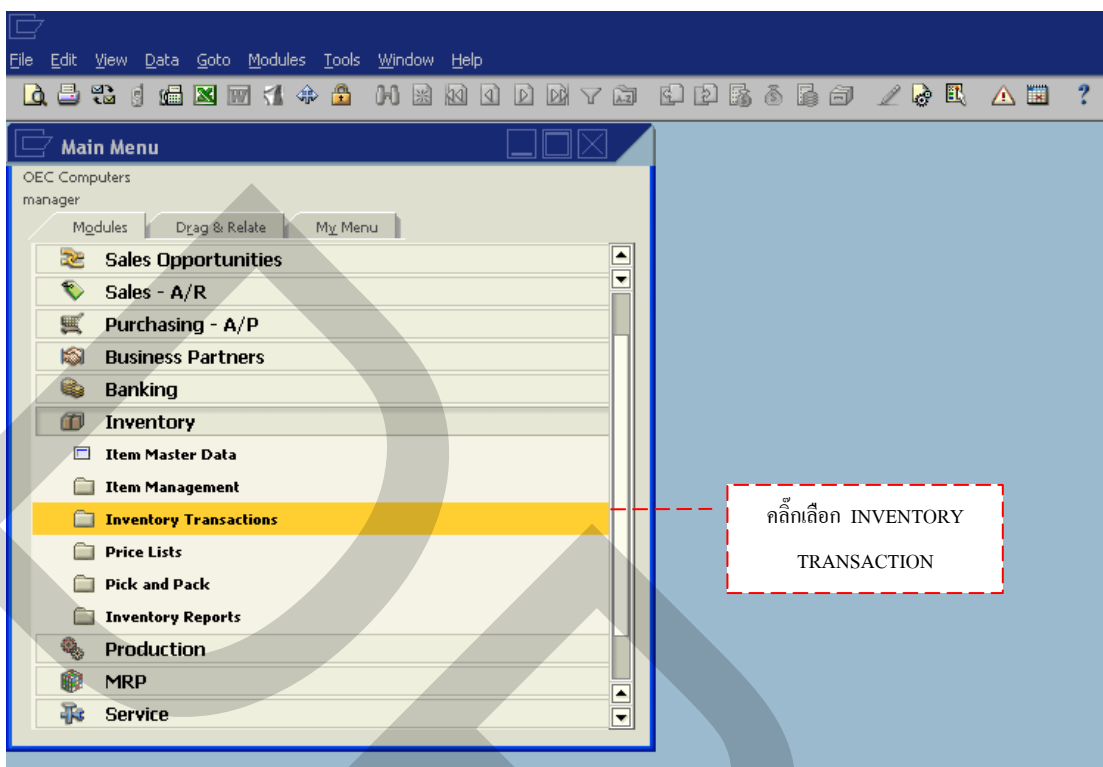 File Edit View Data Goto Modules Tools Window Help
Main Menu
OEC Computers
manager
Modules Drag & Relate My Menu
Sales Opportunities
Sales - A/R
Purchasing - A/P
Business Partners
Banking
Inventory
Item Master Data
Item Management
Inventory Transactions
Price Lists
Pick and Pack
Inventory Reports
Production
MRP
Service
คลิ๊กเลือก INVENTORY
TRANSACTION